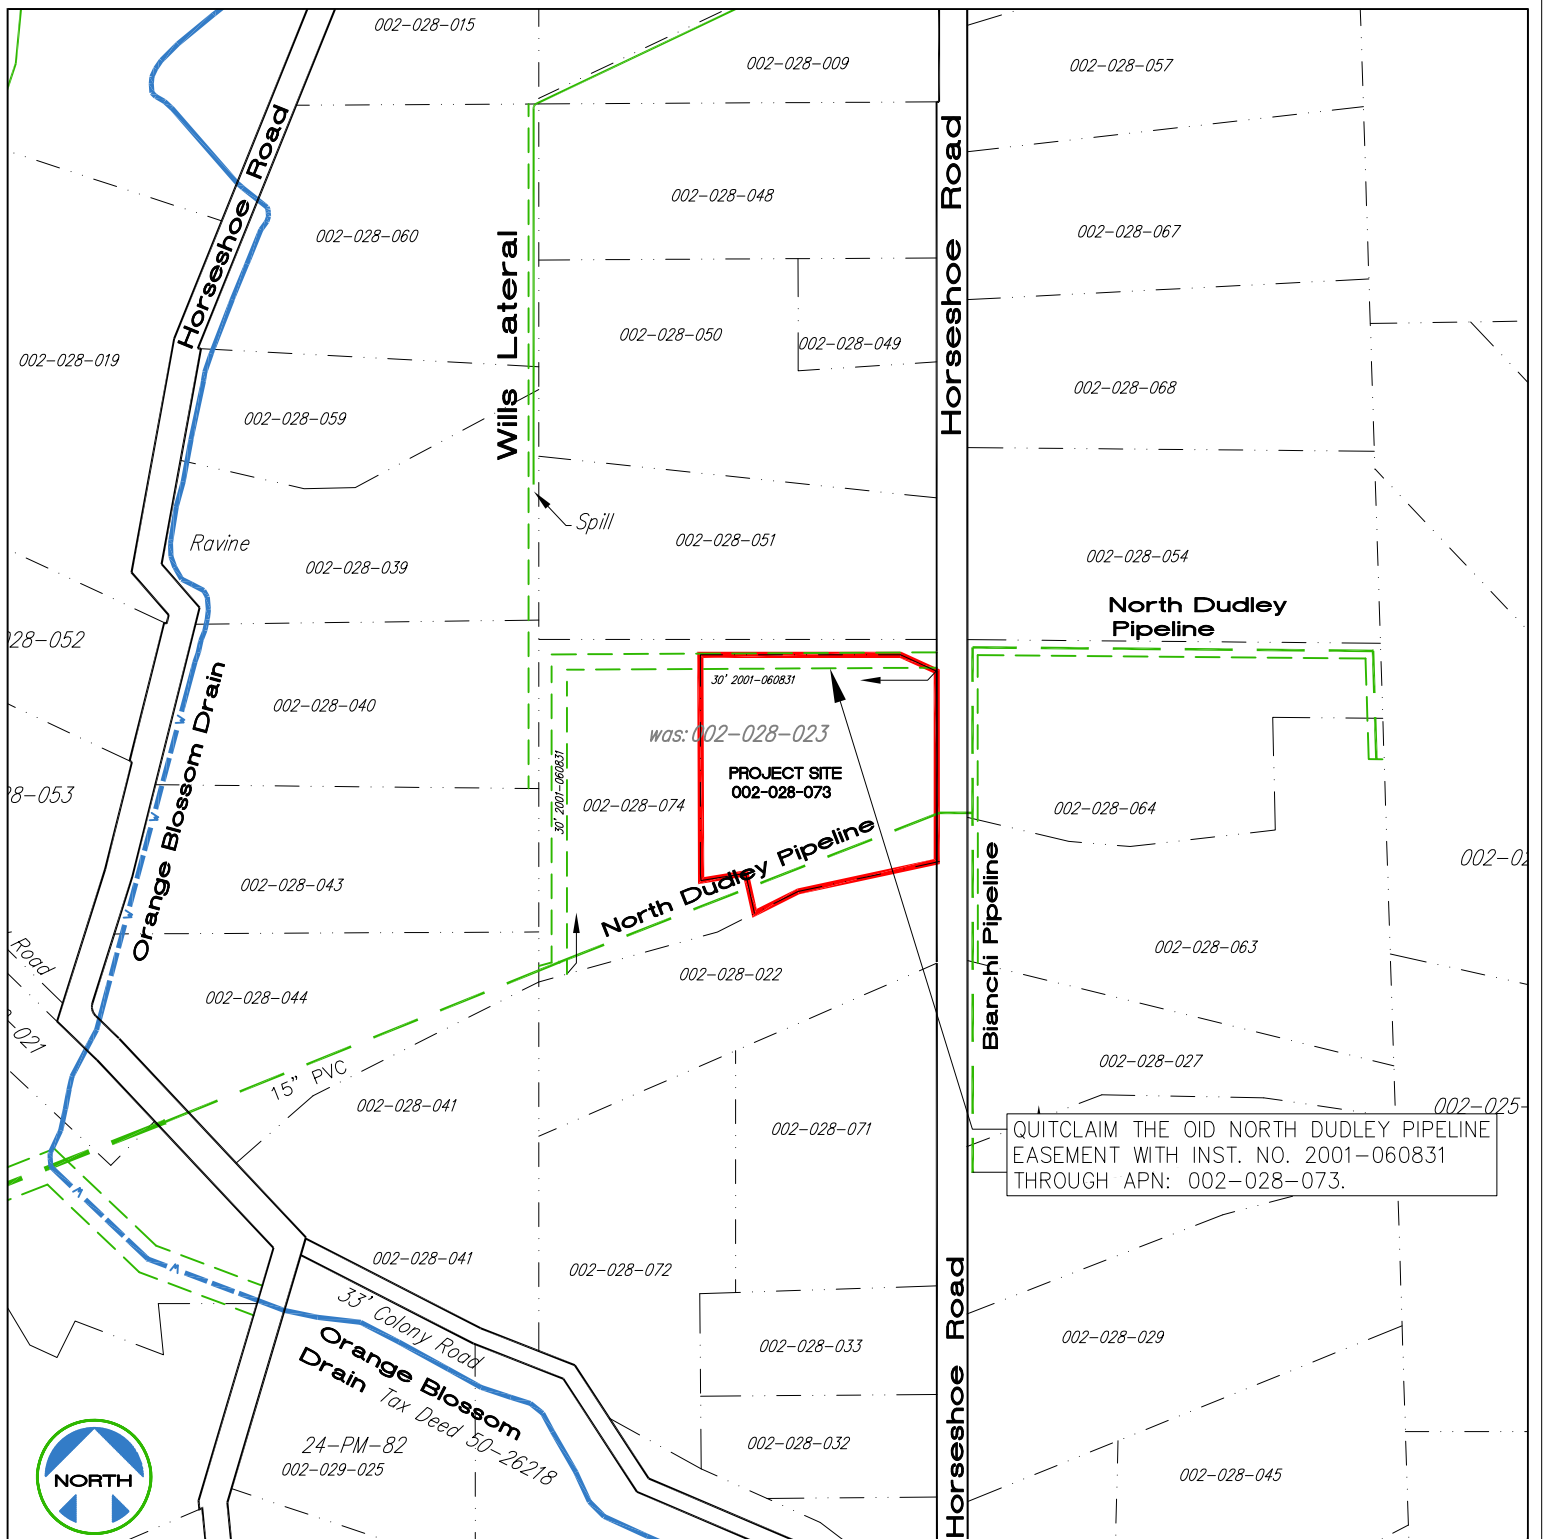 002-028-015
002-028-009
002-028-057
Horseshoe Road
Horseshoe Road
002-028-048
002-028-060
002-028-067
Wills Lateral
002-028-050
002-028-049
002-028-019
002-028-068
002-028-059
Spill
Ravine
002-028-051
002-028-054
002-028-039
North Dudley
Pipeline
28-052
30' 2001-060831
002-028-040
was: 002-028-023
PROJECT SITE
002-028-073
8-053
Orange Blossom Drain
30' 2001-060831
002-028-074
002-028-064
North Dudley Pipeline
002-02
002-028-043
Bianchi Pipeline
Road
002-028-063
002-028-022
002-028-044
-021
002-028-027
15" PVC
002-028-041
002-025-
002-028-071
QUITCLAIM THE OID NORTH DUDLEY PIPELINE
EASEMENT WITH INST. NO. 2001-060831
THROUGH APN: 002-028-073.
002-028-041
002-028-072
33' Colony Road
Horseshoe Road
002-028-033
002-028-029
Orange Blossom
Drain
Tax Deed 50-26218
24-PM-82
002-029-025
002-028-032
002-028-045
NORTH